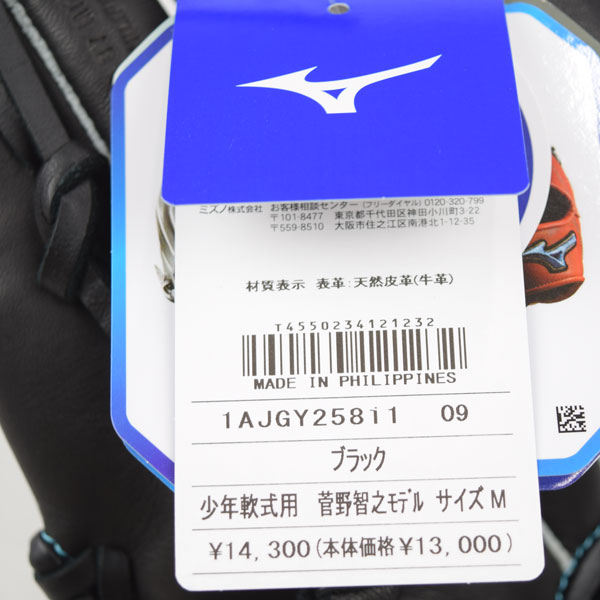 ミズノ株式会社 お客様相談センター (フリーダイヤル) 0120-320-799
〒101-8477 東京都千代田区神田小川町3-22
〒559-8510 大阪市住之江区南港北1-12-35
材質表示 表革:天然皮革(牛革)
T4550234121232
MADE IN PHILIPPINES
1AJGY258i1 09
ブラック
少年軟式用 菅野智之ﾓﾃﾞﾙ サイズM
¥14,300(本体価格¥13,000)